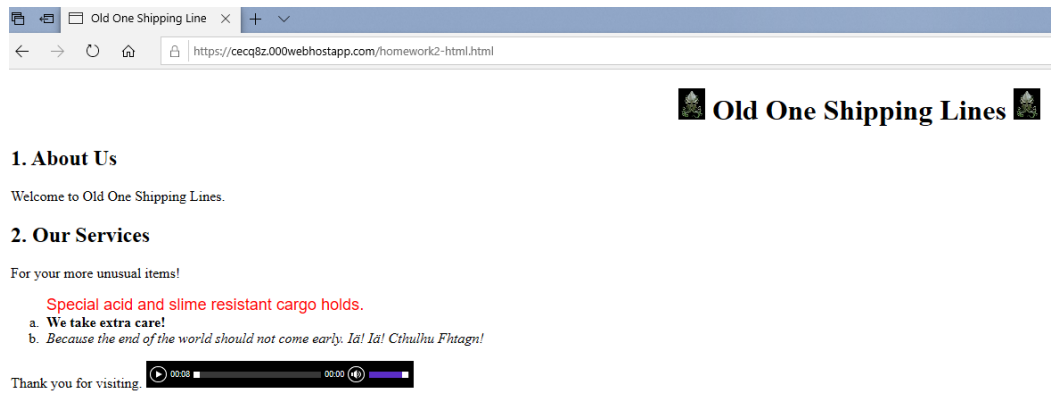 Old One Shipping Line
https://cecq8z.000webhostapp.com/homework2-html.html
Old One Shipping Lines
1. About Us
Welcome to Old One Shipping Lines.
2. Our Services
For your more unusual items!
Special acid and slime resistant cargo holds.
a. We take extra care!
b. Because the end of the world should not come early. Iä! Iä! Cthulhu Fhtagn!
Thank you for visiting. 00:08 00:00